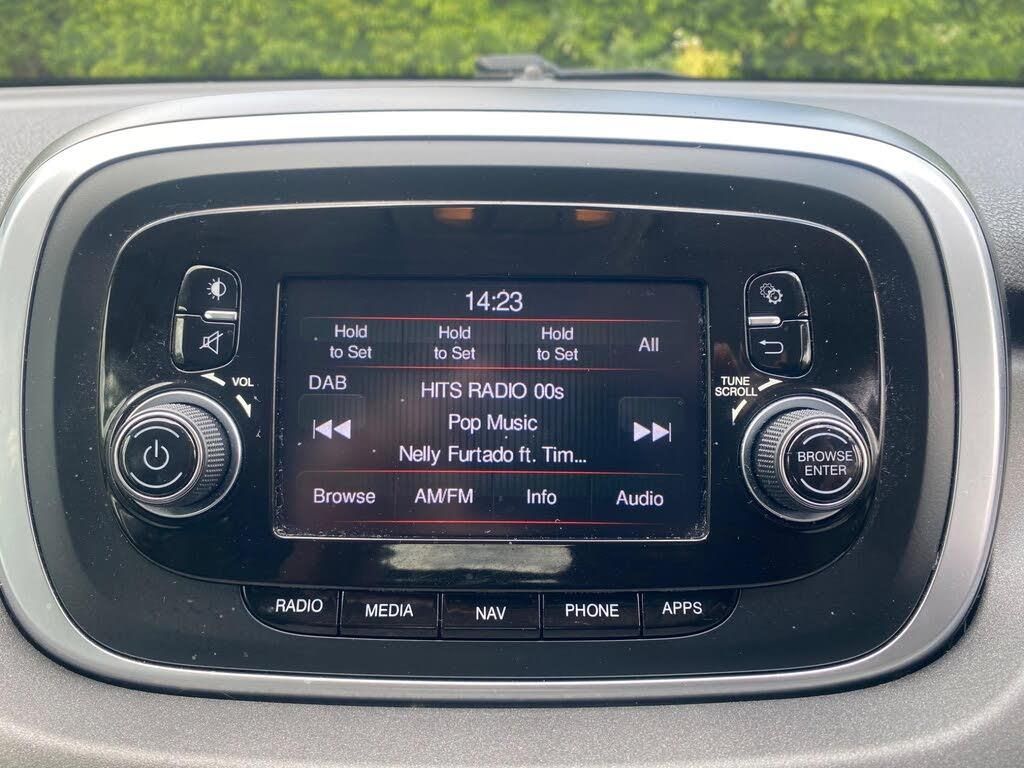 14:23
Hold
to Set
Hold
to Set
Hold
to Set
All
DAB
HITS RADIO 00s
Pop Music
Nelly Furtado ft. Tim...
Browse
AM/FM
Info
Audio
VOL
TUNE
SCROLL
BROWSE
ENTER
RADIO
MEDIA
NAV
PHONE
APPS